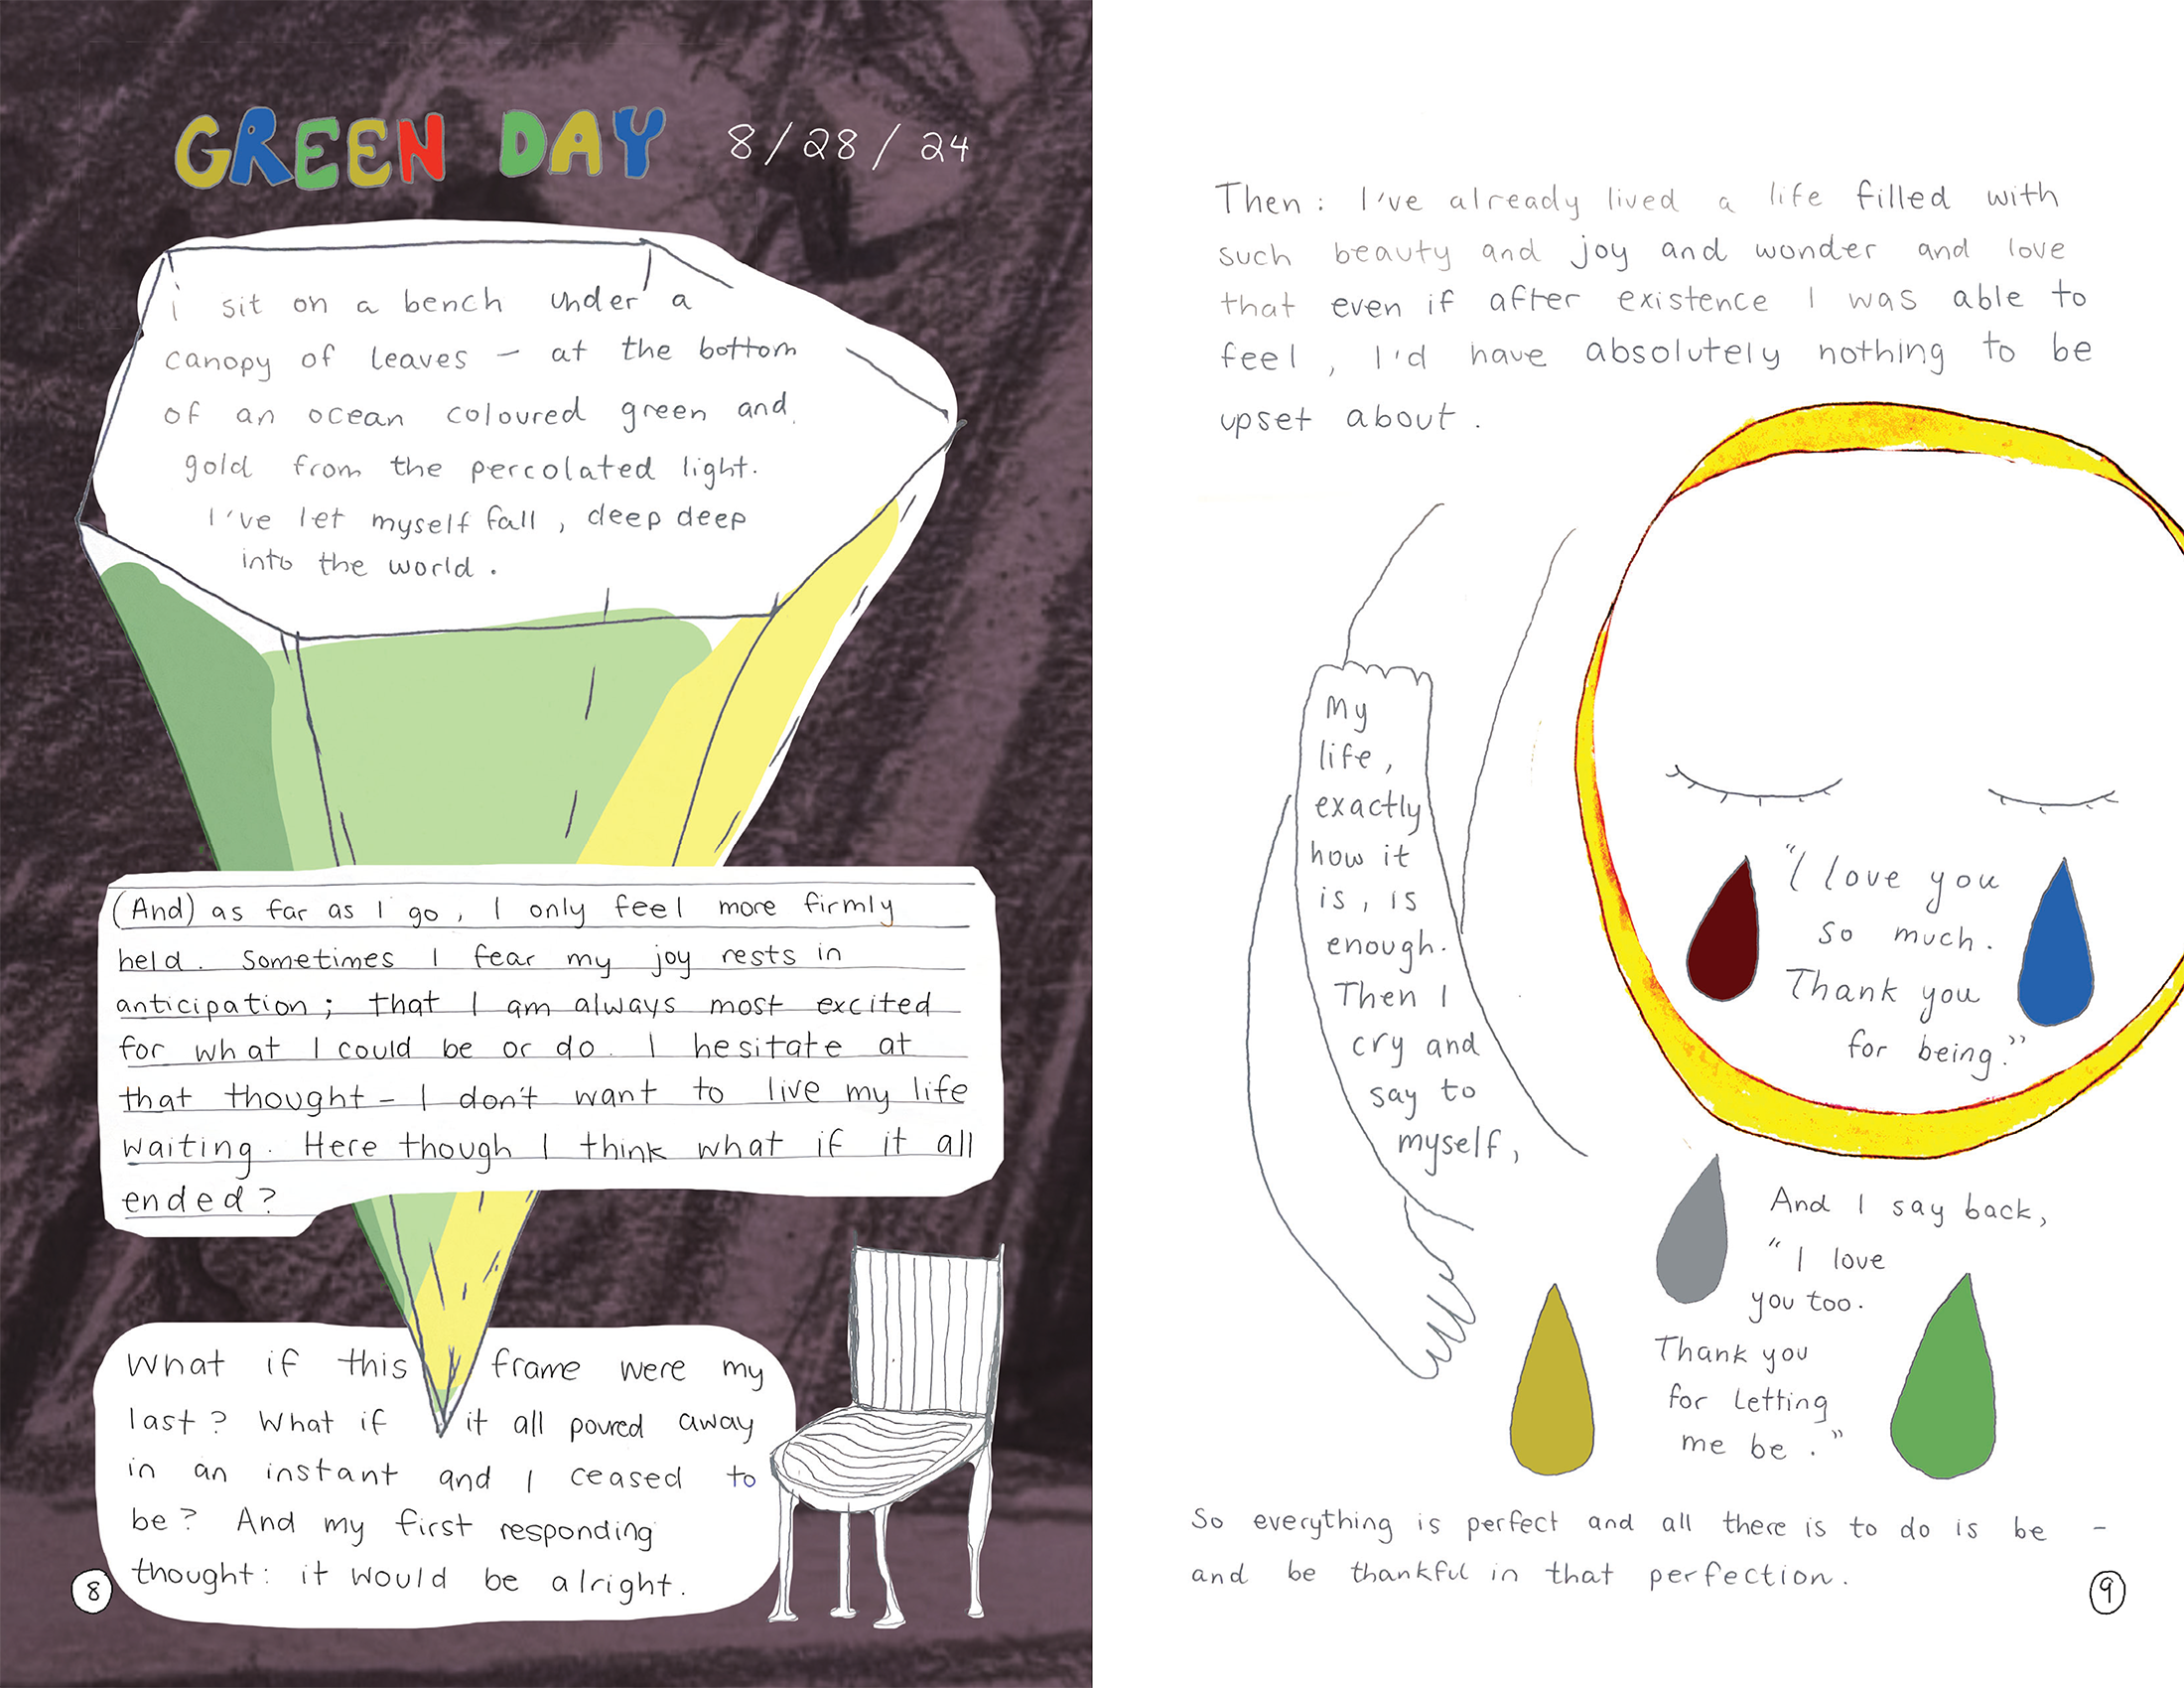 GREEN DAY 8/28/24
i sit on a bench under a
canopy of leaves — at the bottom
of an ocean coloured green and
gold from the percolated light.
I've let myself fall, deep deep
into the world.
(And) as far as I go, I only feel more firmly
held. Sometimes I fear my joy rests in
anticipation; that I am always most excited
for what I could be or do. I hesitate at
that thought - I don't want to live my life
waiting. Here though I think what if it all
ended?
What if this frame were my
last? What if it all poured away
in an instant and I ceased to
be? And my first responding
thought: it would be alright.
8
Then: I've already lived a life filled with
such beauty and joy and wonder and love
that even if after existence I was able to
feel, I'd have absolutely nothing to be
upset about.
My
life,
exactly
how it
is, is
enough.
Then I
cry and
say to
myself,
"I love you
so much.
Thank you
for being."
And I say back,
"I love
you too.
Thank you
for letting
me be."
So everything is perfect and all there is to do is be -
and be thankful in that perfection.
9